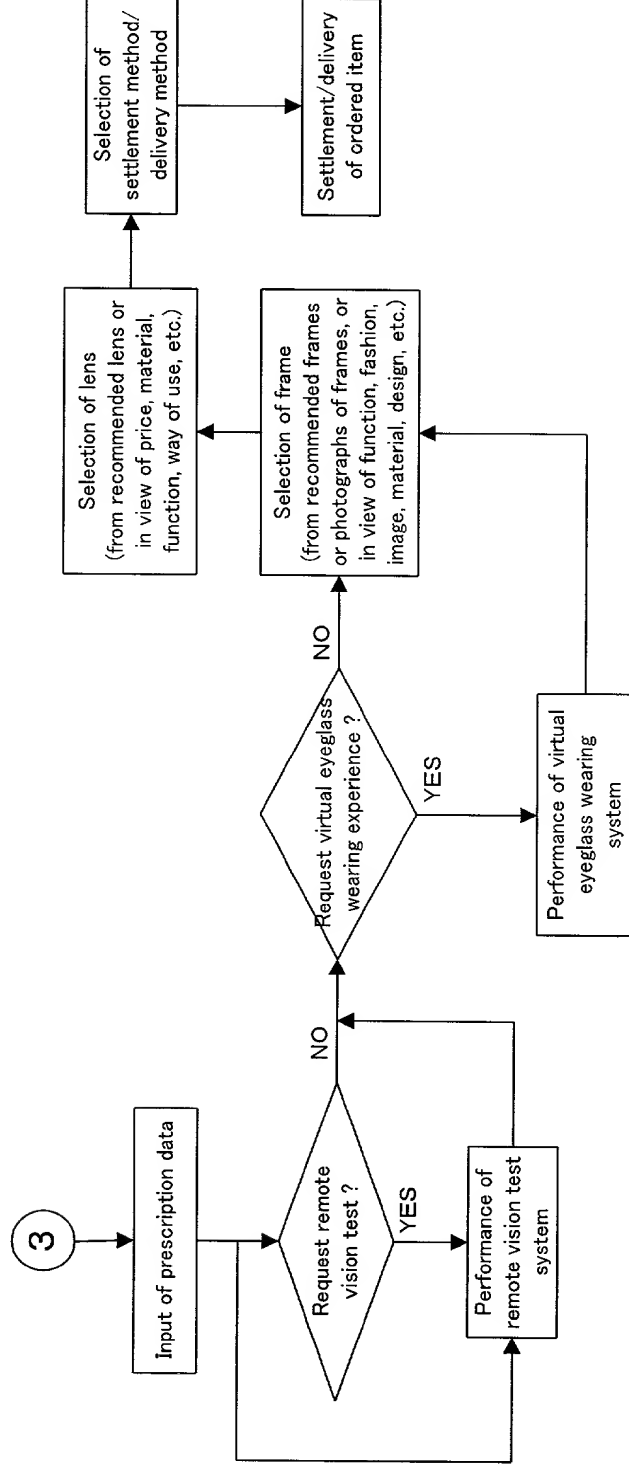 3
Input of prescription data
Request remote
vision test ?
YES
NO
Performance of
remote vision test
system
Request virtual eyeglass
wearing experience ?
YES
NO
Performance of virtual
eyeglass wearing
system
Selection of frame
(from recommended frames
or photographs of frames, or
in view of function, fashion,
image, material, design, etc.)
Selection of lens
(from recommended lens or
in view of price, material,
function, way of use, etc.)
Selection of
settlement method/
delivery method
Settlement/delivery
of ordered item